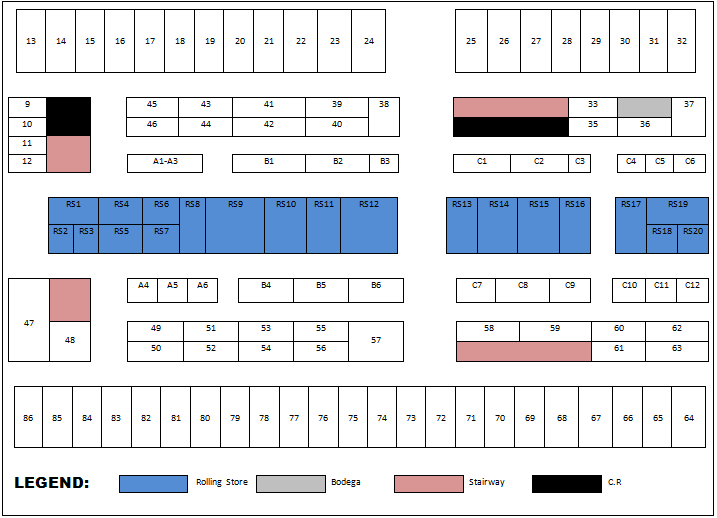 13 14 15 16 17 18 19 20 21 22 23 24 25 26 27 28 29 30 31 32
9 45 43 41 39 38 33 37
10 46 44 42 40 35 36
11
12 A1-A3 B1 B2 B3 C1 C2 C3 C4 C5 C6
RS1 RS4 RS6 RS8 RS9 RS10 RS11 RS12 RS13 RS14 RS15 RS16 RS17 RS19
RS2 RS3 RS5 RS7 RS18 RS20
A4 A5 A6 B4 B5 B6 C7 C8 C9 C10 C11 C12
47 49 51 53 55 57 58 59 60 62
48 50 52 54 56 61 63
86 85 84 83 82 81 80 79 78 77 76 75 74 73 72 71 70 69 68 67 66 65 64
LEGEND: Rolling Store Bodega Stairway C.R